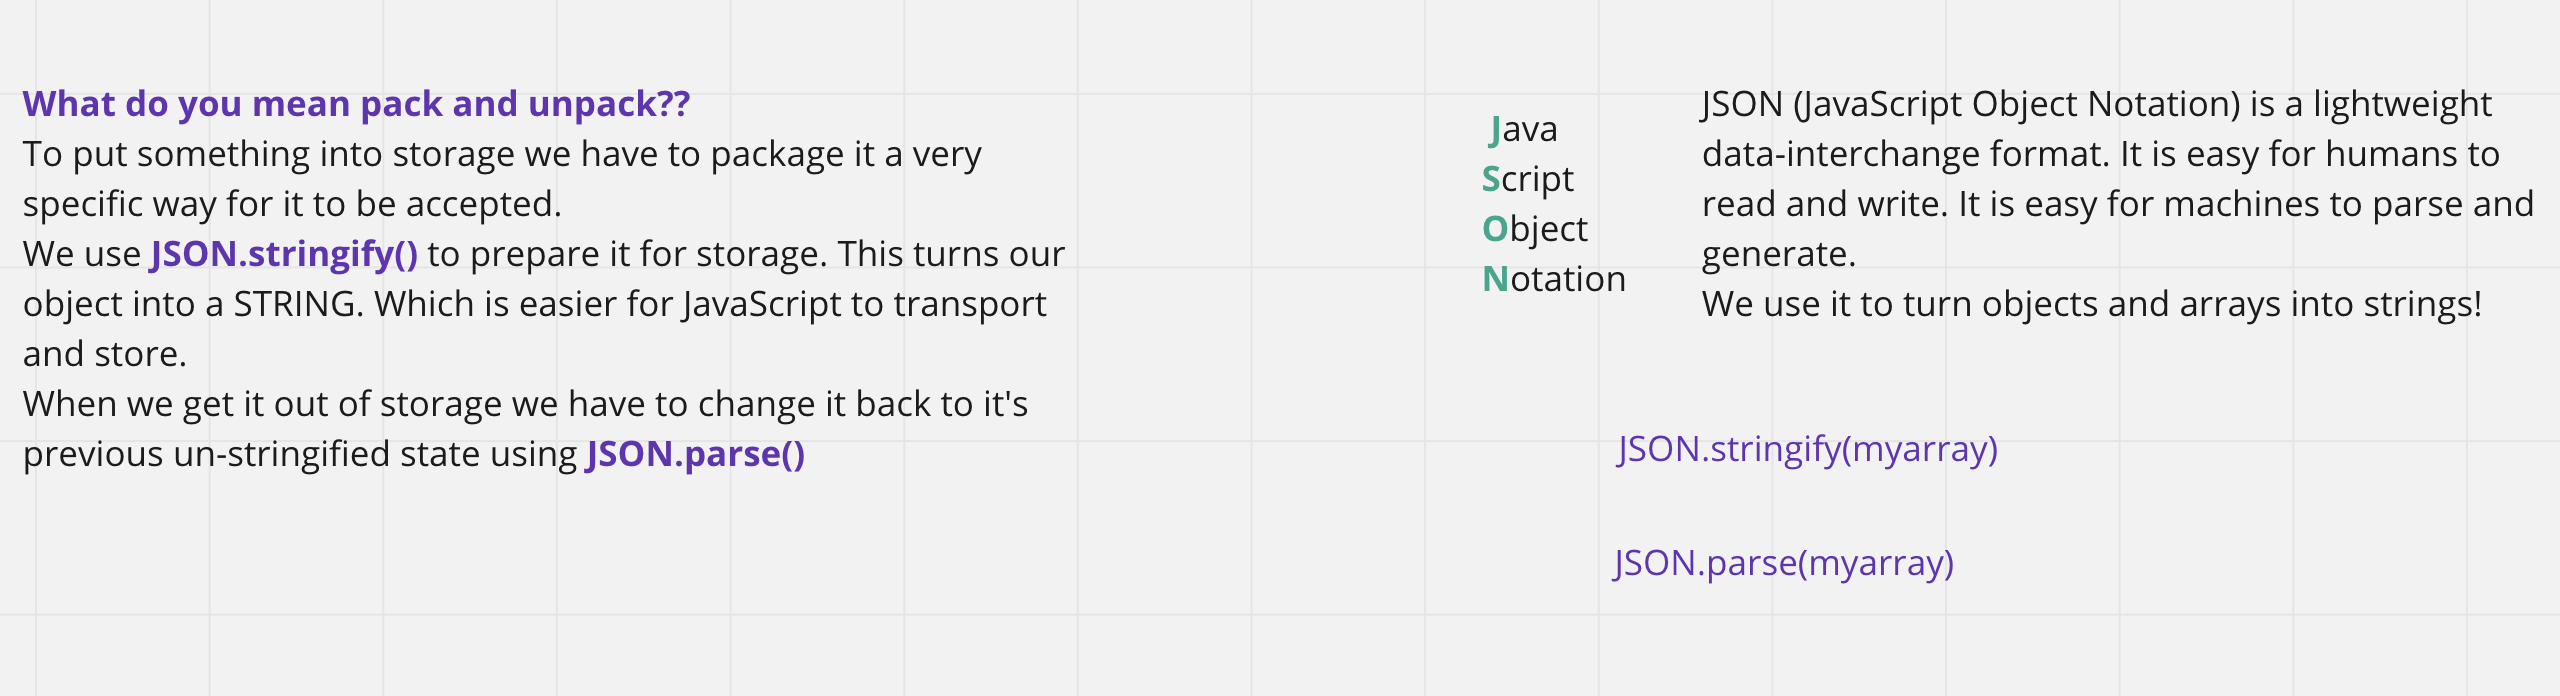 What do you mean pack and unpack??
To put something into storage we have to package it a very
specific way for it to be accepted.
We use JSON.stringify() to prepare it for storage. This turns our
object into a STRING. Which is easier for JavaScript to transport
and store.
When we get it out of storage we have to change it back to it's
previous un-stringified state using JSON.parse()
Java
Script
Object
Notation
JSON (JavaScript Object Notation) is a lightweight
data-interchange format. It is easy for humans to
read and write. It is easy for machines to parse and
generate.
We use it to turn objects and arrays into strings!
JSON.stringify(myarray)
JSON.parse(myarray)